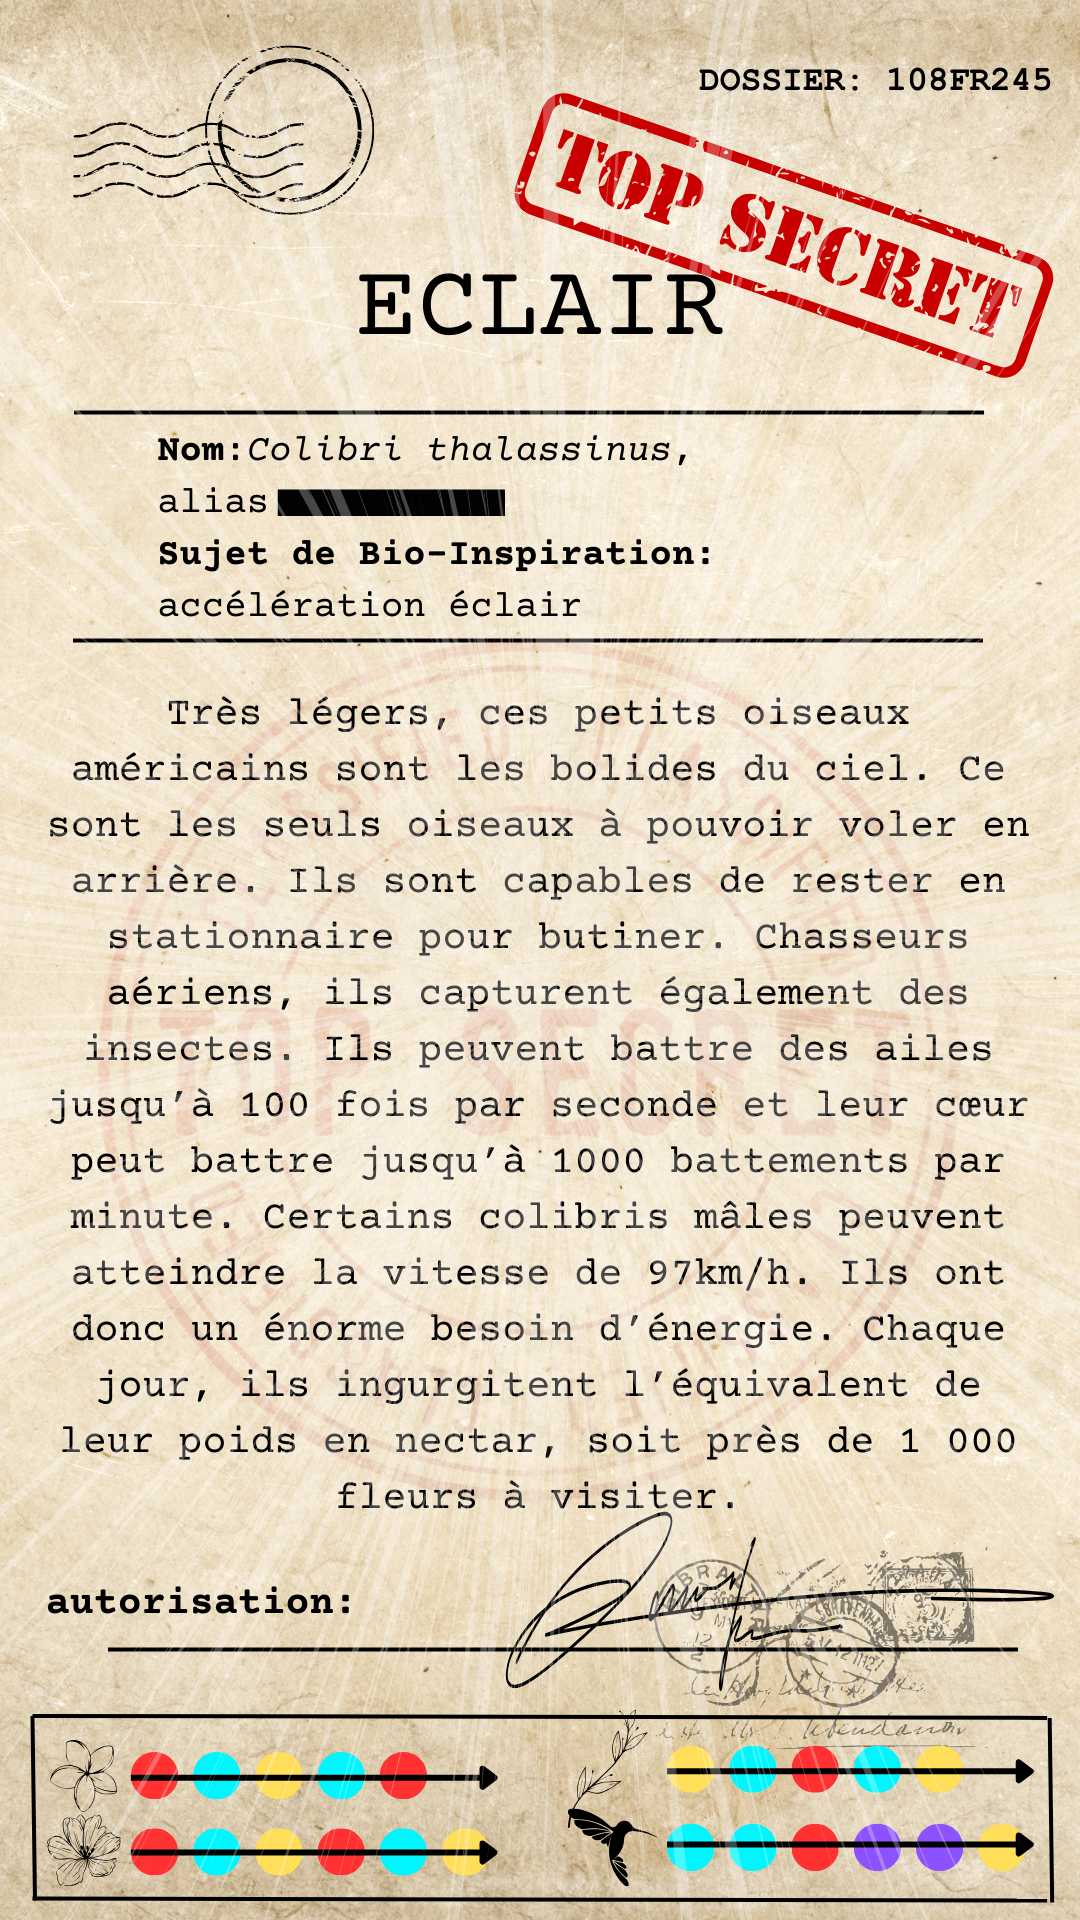 DOSSIER: 108FR245
TOP SECRET
ECLAIR
Nom:Colibri thalassinus,
alias
Sujet de Bio-Inspiration:
accélération éclair
Très légers, ces petits oiseaux
américains sont les bolides du ciel. Ce
sont les seuls oiseaux à pouvoir voler en
arrière. Ils sont capables de rester en
stationnaire pour butiner. Chasseurs
aériens, ils capturent également des
insectes. Ils peuvent battre des ailes
jusqu’à 100 fois par seconde et leur cœur
peut battre jusqu’à 1000 battements par
minute. Certains colibris mâles peuvent
atteindre la vitesse de 97km/h. Ils ont
donc un énorme besoin d’énergie. Chaque
jour, ils ingurgitent l’équivalent de
leur poids en nectar, soit près de 1 000
fleurs à visiter.
TOP SECRET
autorisation: